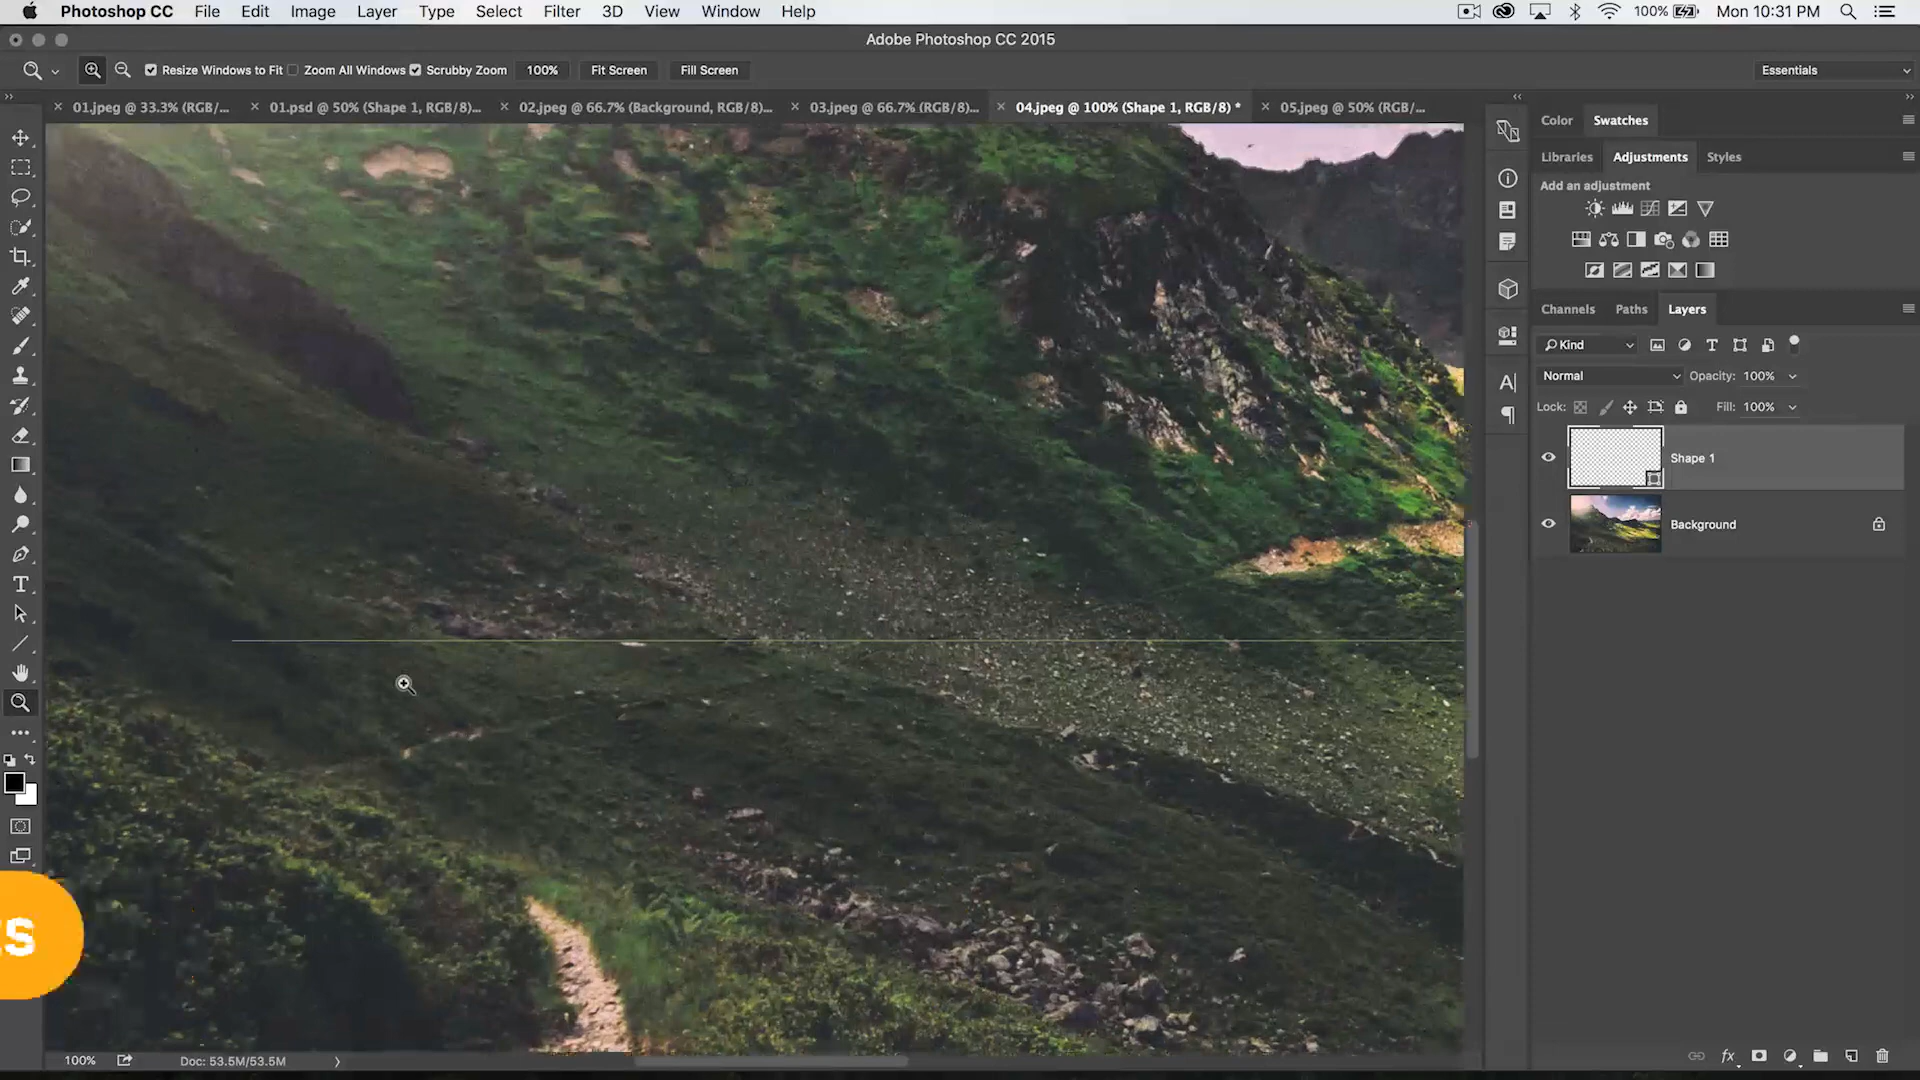 Photoshop CC File Edit Image Layer Type Select Filter 3D View Window Help 100% Mon 10:31 PM
Adobe Photoshop CC 2015
Resize Windows to Fit Zoom All Windows Scrubby Zoom 100% Fit Screen Fill Screen Essentials
01.jpeg @ 33.3% (RGB/... 01.psd @ 50% (Shape 1, RGB/8)... 02.jpeg @ 66.7% (Background, RGB/8)... 03.jpeg @ 66.7% (RGB/8)... 04.jpeg @ 100% (Shape 1, RGB/8) * 05.jpeg @ 50% (RGB/...
Color Swatches
Libraries Adjustments Styles
Add an adjustment
Channels Paths Layers
Kind
Normal Opacity: 100%
Lock: Fill: 100%
Shape 1
Background
s
100% Doc: 53.5M/53.5M